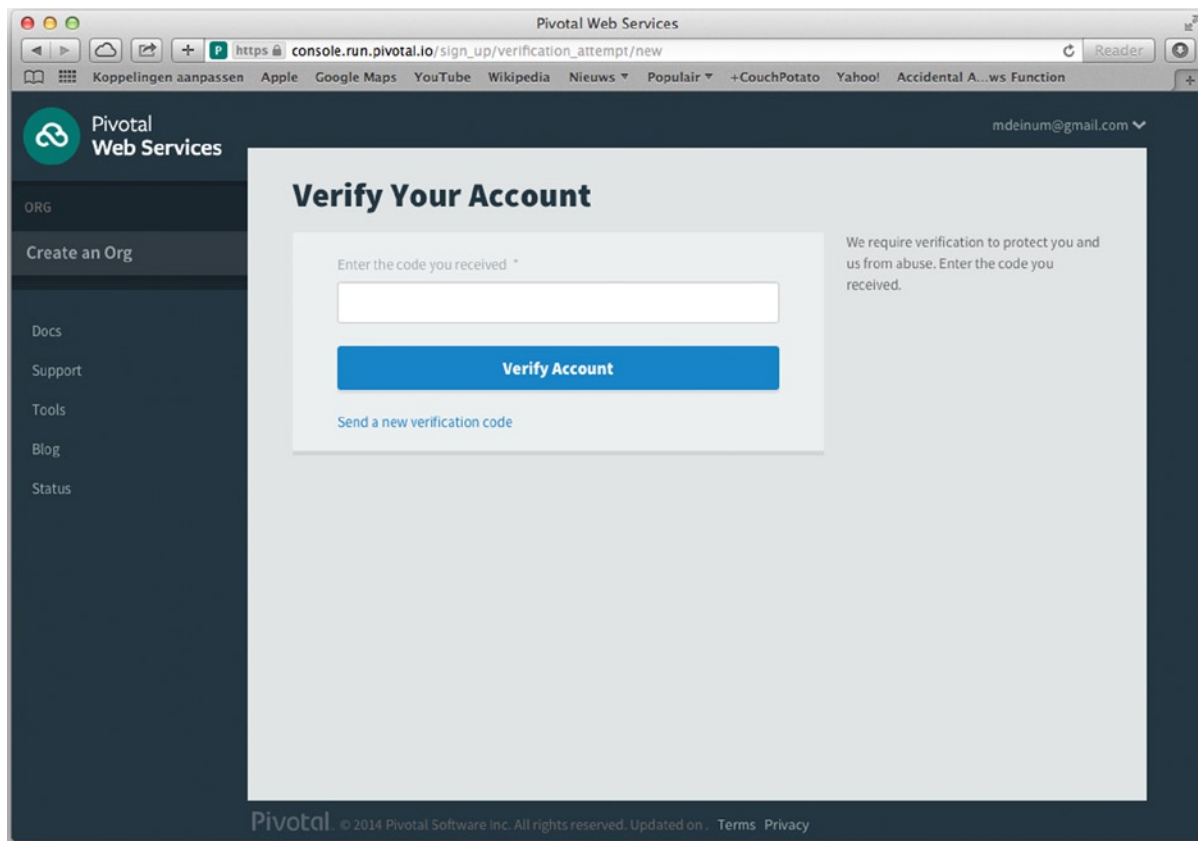 Pivotal Web Services
P https console.run.pivotal.io/sign_up/verification_attempt/new Reader
Koppelingen aanpassen Apple Google Maps YouTube Wikipedia Nieuws Populair +CouchPotato Yahoo! Accidental A...ws Function
Pivotal
Web Services
mdeinum@gmail.com
ORG
Create an Org
Docs
Support
Tools
Blog
Status
Verify Your Account
Enter the code you received *
Verify Account
Send a new verification code
We require verification to protect you and
us from abuse. Enter the code you
received.
Pivotal. © 2014 Pivotal Software Inc. All rights reserved. Updated on . Terms Privacy